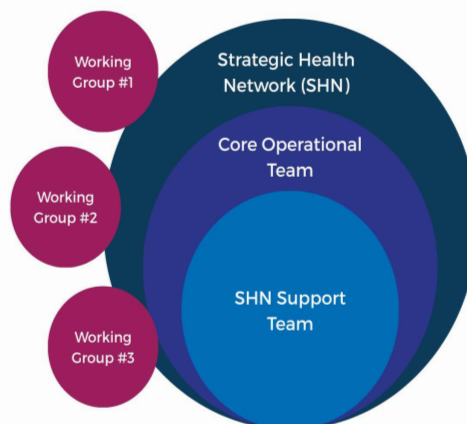 Working
Group #1
Strategic Health
Network (SHN)
Core Operational
Team
Working
Group #2
SHN Support
Team
Working
Group #3